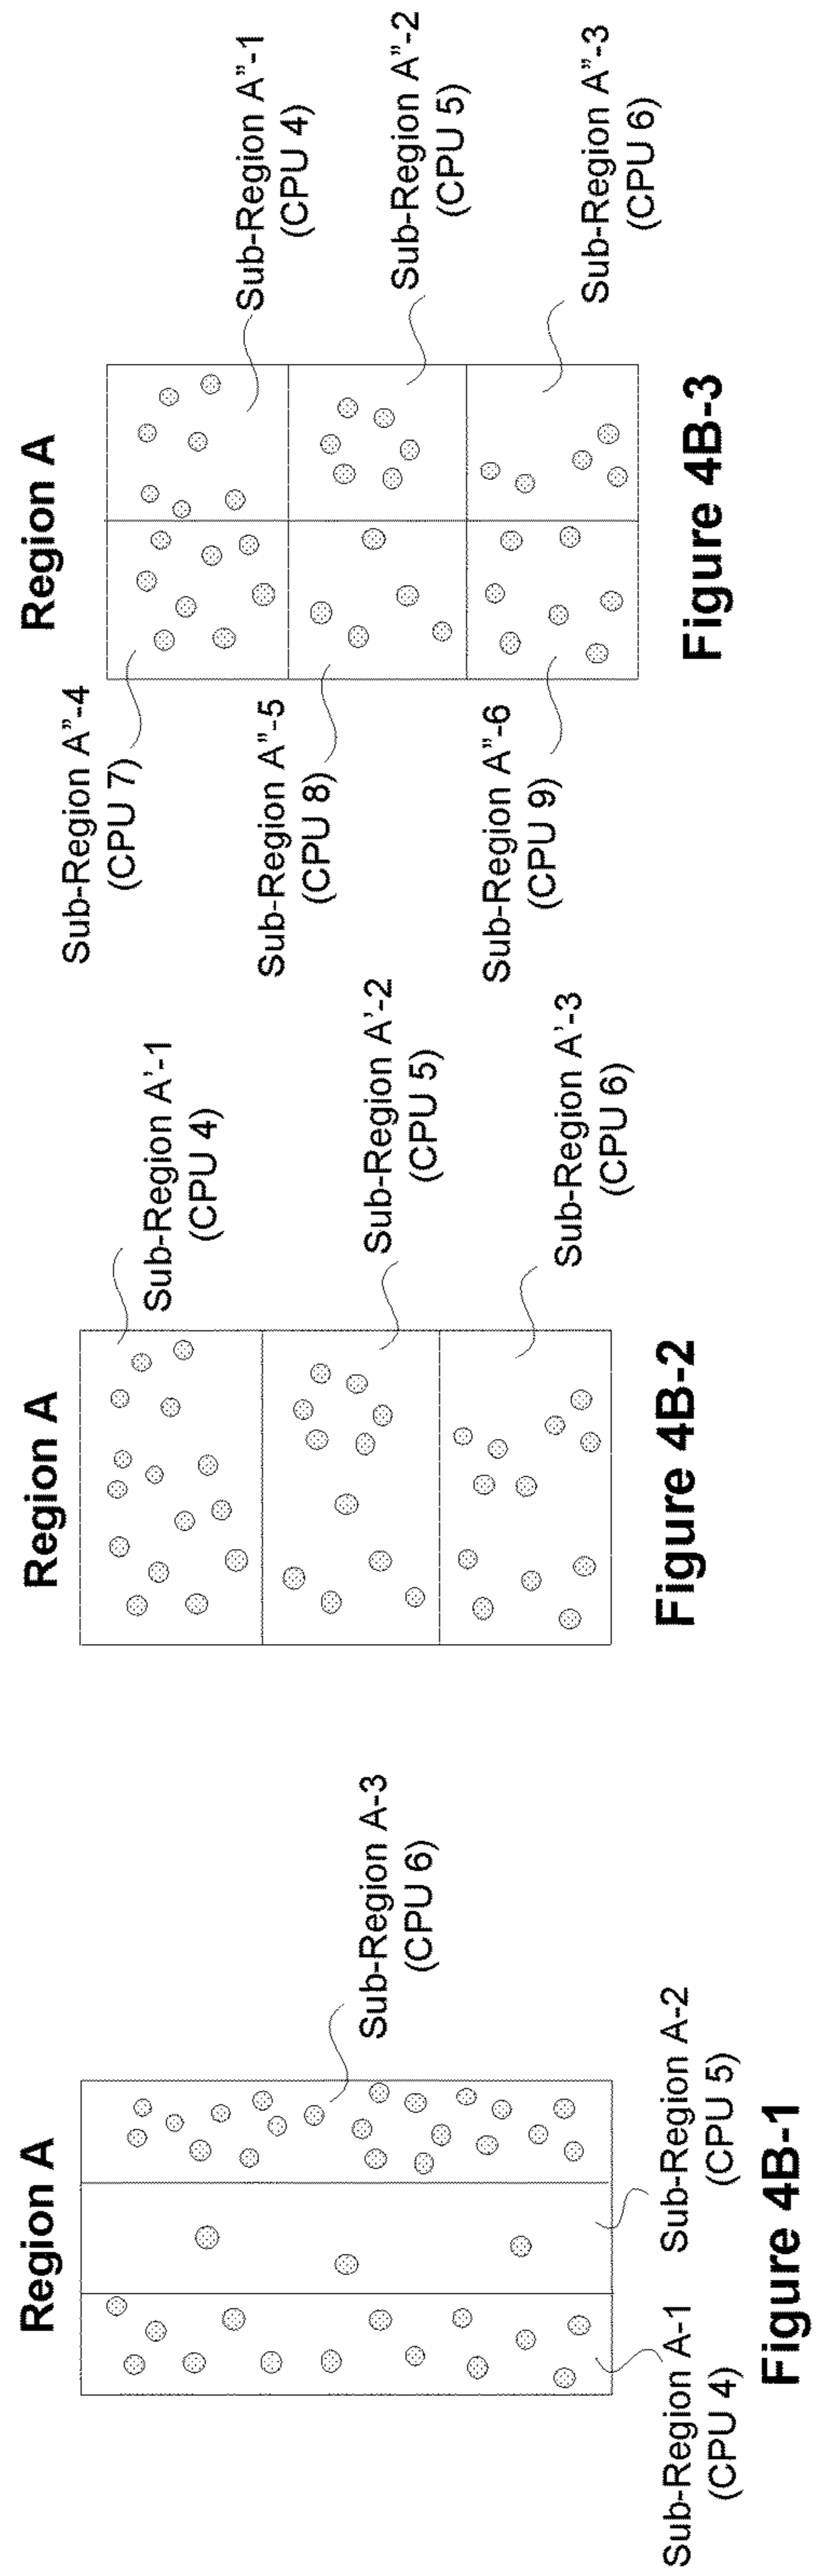 Region A
Sub-Region A-3
(CPU 6)
Sub-Region A-1
(CPU 4)
Sub-Region A-2
(CPU 5)
Figure 4B-1
Region A
Sub-Region A'-1
(CPU 4)
Sub-Region A'-2
(CPU 5)
Sub-Region A'-3
(CPU 6)
Figure 4B-2
Region A
Sub-Region A"-4
(CPU 7)
Sub-Region A"-5
(CPU 8)
Sub-Region A"-6
(CPU 9)
Sub-Region A"-1
(CPU 4)
Sub-Region A"-2
(CPU 5)
Sub-Region A"-3
(CPU 6)
Figure 4B-3